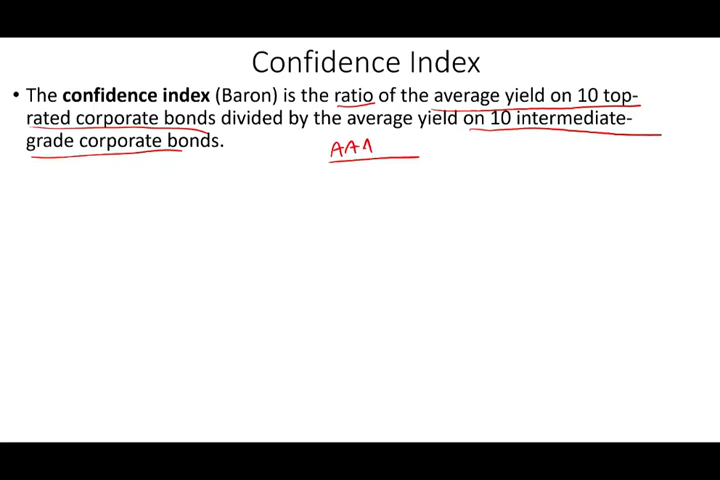 Confidence Index
• The confidence index (Baron) is the ratio of the average yield on 10 top-
rated corporate bonds divided by the average yield on 10 intermediate-
grade corporate bonds.
AAA